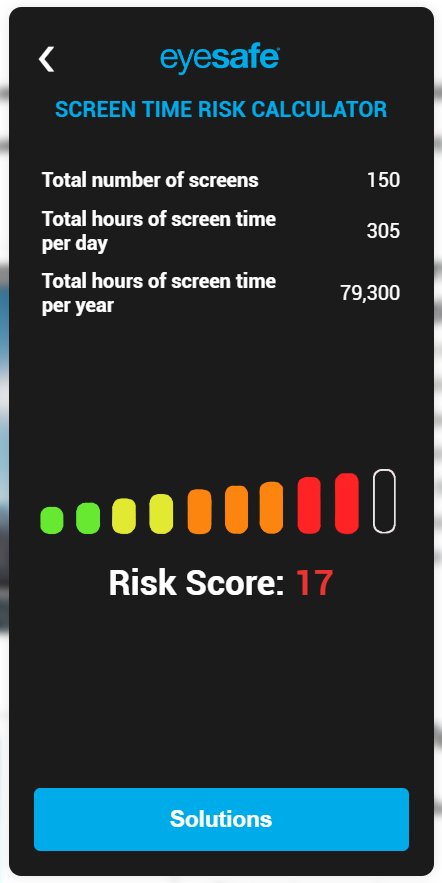 eyesafe
SCREEN TIME RISK CALCULATOR
Total number of screens 150
Total hours of screen time
per day 305
Total hours of screen time
per year 79,300
Risk Score: 17
Solutions